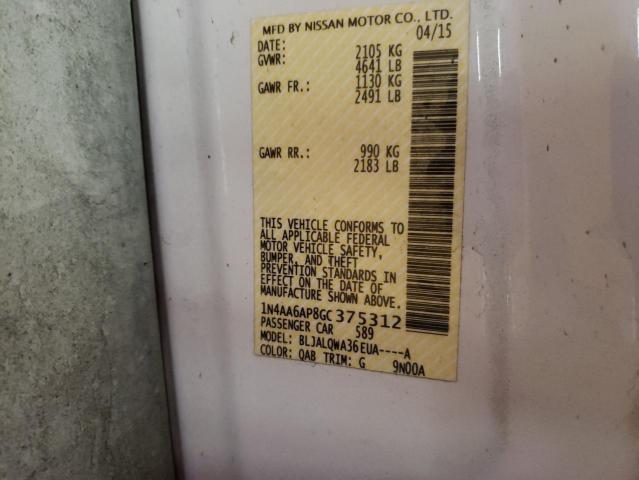 MFD BY NISSAN MOTOR CO., LTD.
DATE: 04/15
GVWR: 2105 KG
4641 LB
GAWR FR.: 1130 KG
2491 LB
GAWR RR.: 990 KG
2183 LB
THIS VEHICLE CONFORMS TO
ALL APPLICABLE FEDERAL
MOTOR VEHICLE SAFETY,
BUMPER, AND THEFT
PREVENTION STANDARDS IN
EFFECT ON THE DATE OF
MANUFACTURE SHOWN ABOVE.
1N4AA6AP8GC375312
PASSENGER CAR 589
MODEL: BLJALQWA36EUA----A
COLOR: QAB TRIM: G 9N00A